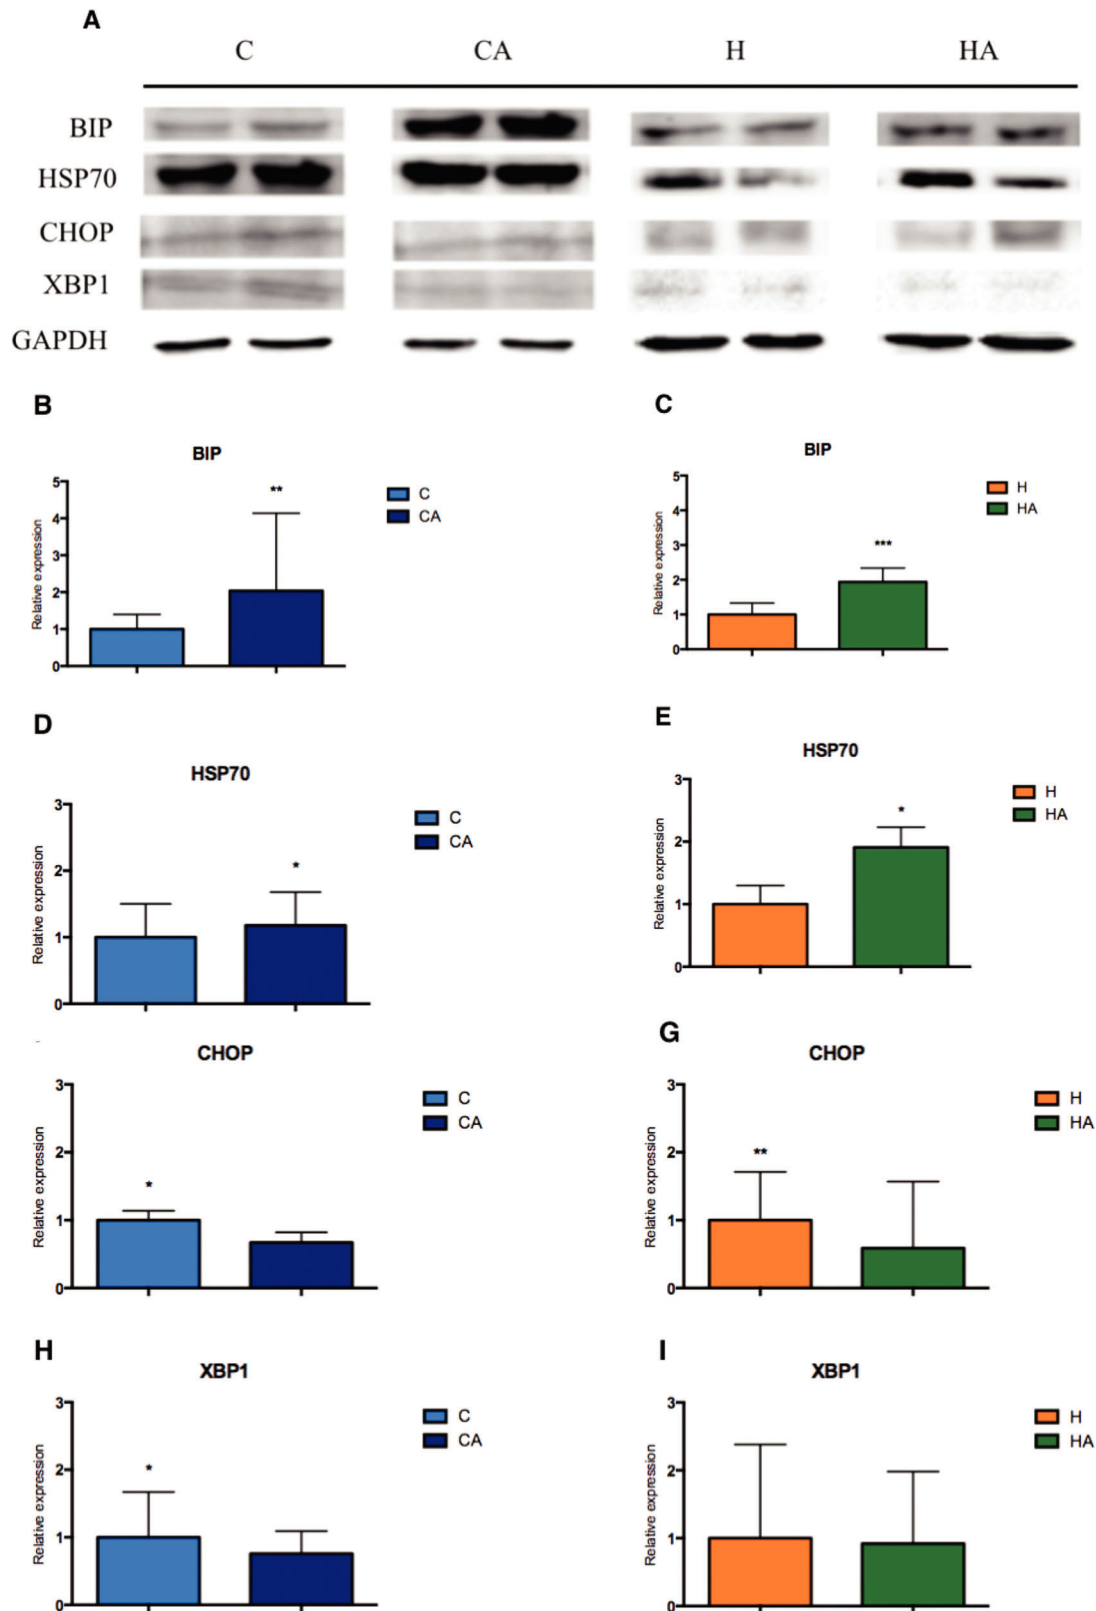 A
C CA H HA
BIP
HSP70
CHOP
XBP1
GAPDH
B
BIP
5
4
3
2
1
0
Relative expression
**
C
CA
C
BIP
5
4
3
2
1
0
Relative expression
***
H
HA
D
HSP70
3
2
1
0
Relative expression
*
C
CA
E
HSP70
3
2
1
0
Relative expression
*
H
HA
CHOP
3
2
1
0
Relative expression
*
C
CA
G
CHOP
3
2
1
0
Relative expression
**
H
HA
H
XBP1
3
2
1
0
Relative expression
*
C
CA
I
XBP1
3
2
1
0
Relative expression
H
HA